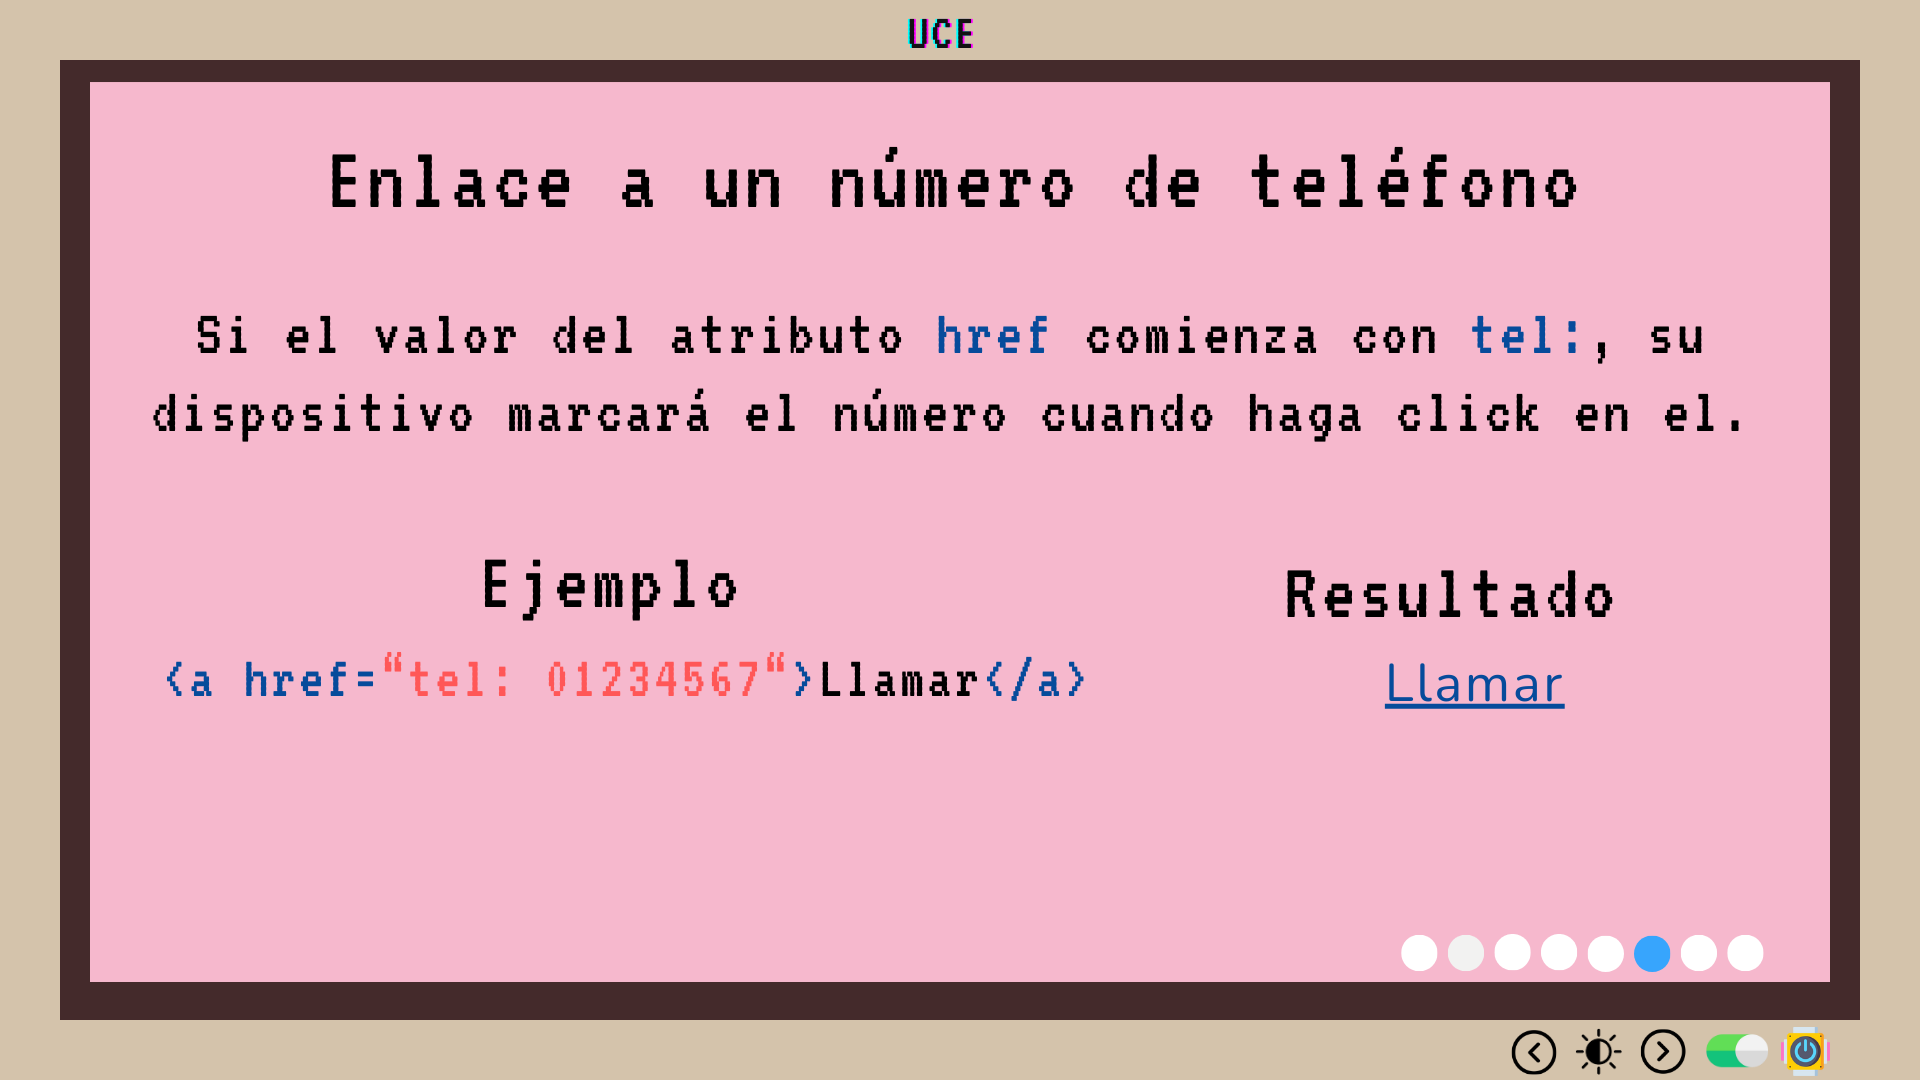 UCE
Enlace a un número de teléfono
Si el valor del atributo href comienza con tel:, su
dispositivo marcará el número cuando haga click en el.
Ejemplo
Resultado
<a href=“tel: 01234567“>Llamar</a>
Llamar